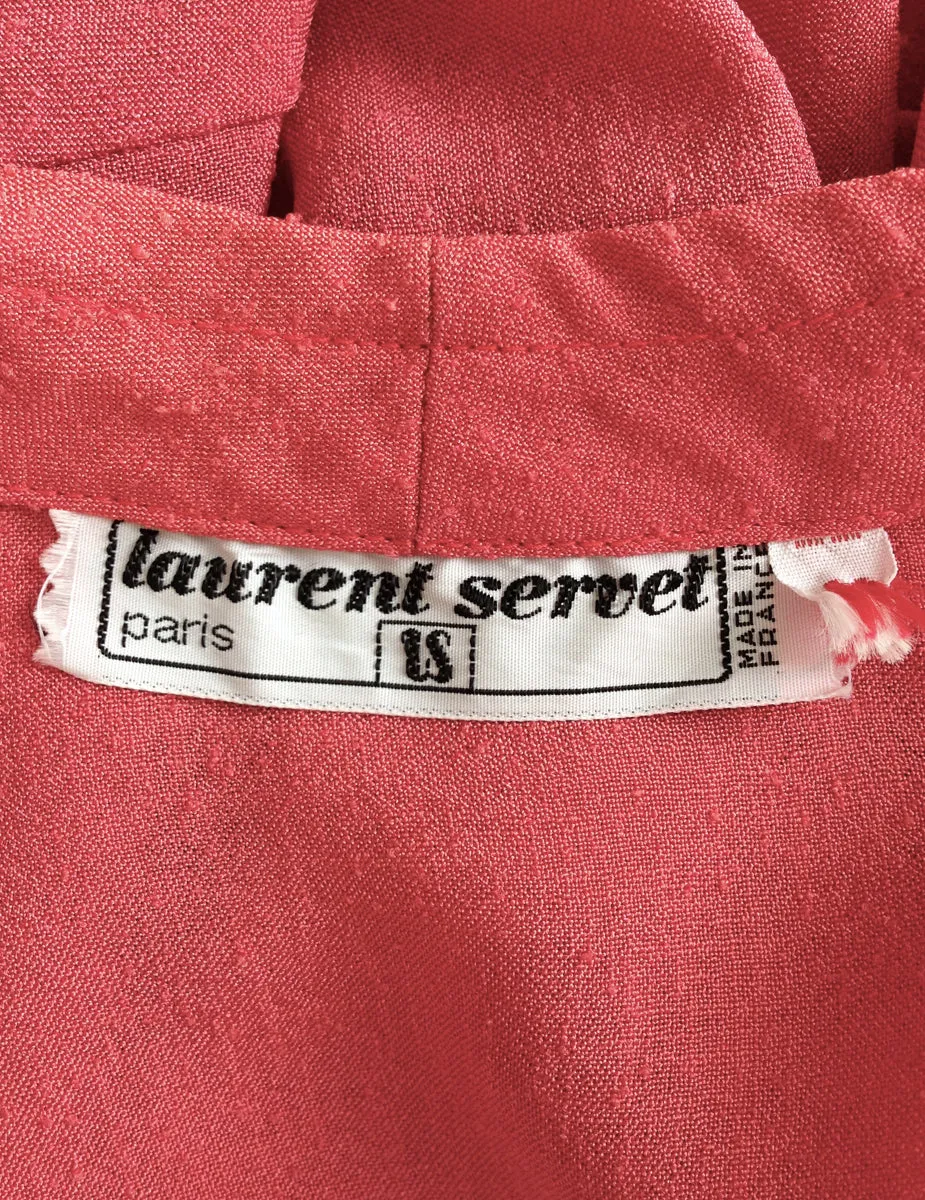 laurent servet
paris
ls
MADE IN
FRANCE